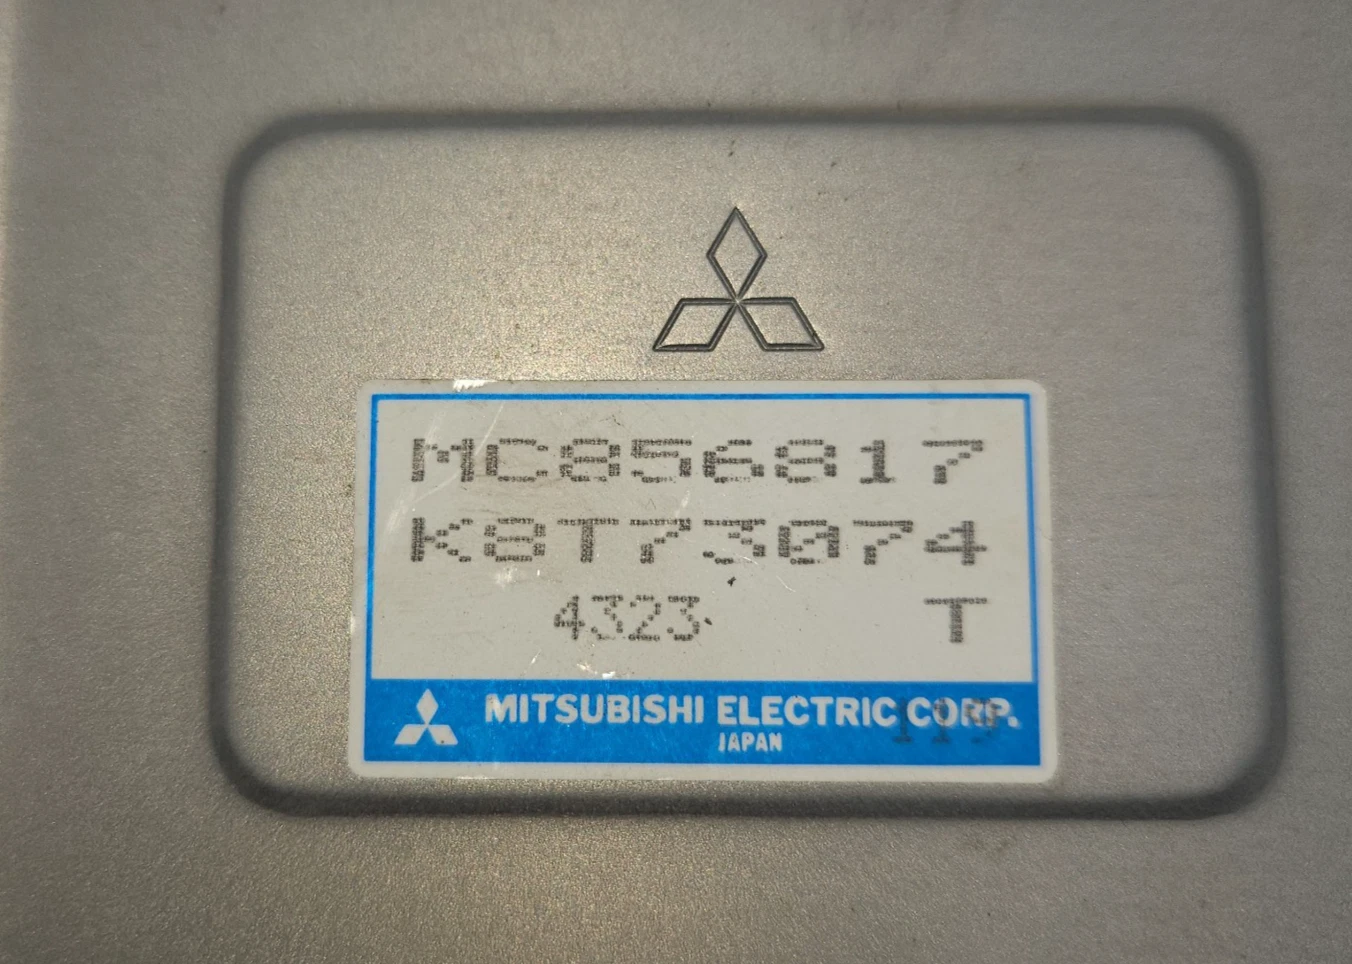 MC856817
K8T73074
4323 T
MITSUBISHI ELECTRIC CORP.
JAPAN